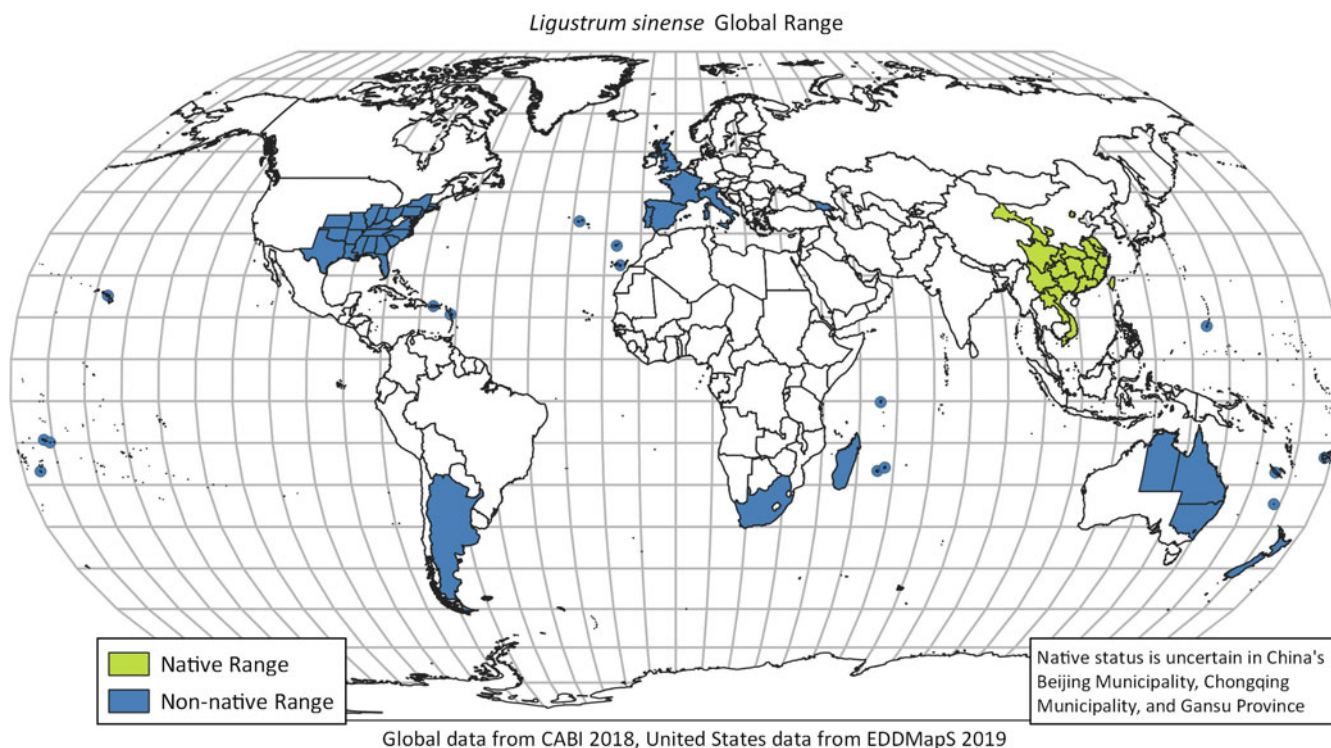 Ligustrum sinense Global Range
Native Range
Non-native Range
Native status is uncertain in China's
Beijing Municipality, Chongqing
Municipality, and Gansu Province
Global data from CABI 2018, United States data from EDDMapS 2019